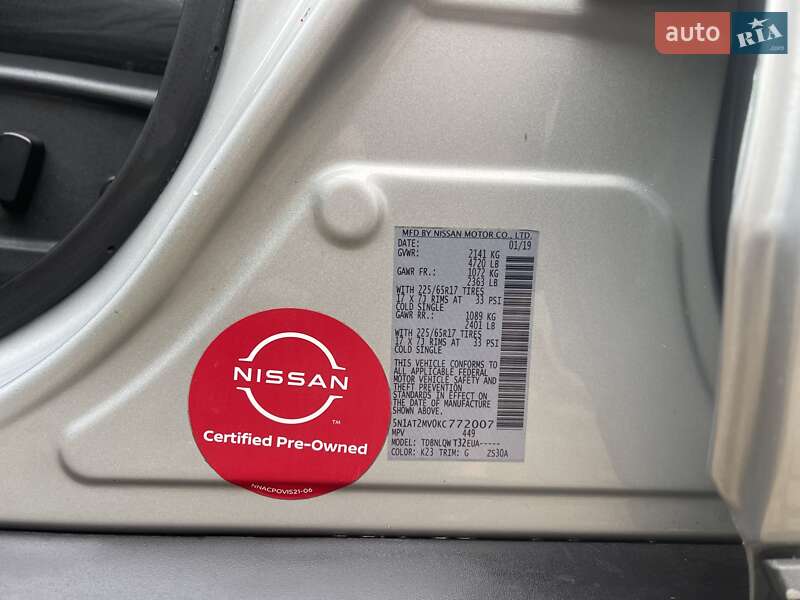 auto RIA
.com
MFD BY NISSAN MOTOR CO., LTD.
DATE: 01/19
GVWR: 2141 KG
4720 LB
GAWR FR.: 1072 KG
2363 LB
WITH 225/65R17 TIRES
17 X 7J RIMS AT 33 PSI
COLD SINGLE
GAWR RR.: 1089 KG
2401 LB
WITH 225/65R17 TIRES
17 X 7J RIMS AT 33 PSI
COLD SINGLE
THIS VEHICLE CONFORMS TO
ALL APPLICABLE FEDERAL
MOTOR VEHICLE SAFETY AND
THEFT PREVENTION
STANDARDS IN EFFECT ON
THE DATE OF MANUFACTURE
SHOWN ABOVE.
5N1AT2MV0KC772007
MPV 449
MODEL: TDBNLQW T32EUA-----
COLOR: K23 TRIM: G 2S30A
NISSAN
TM
Certified Pre-Owned
NNACPOVIS21-06